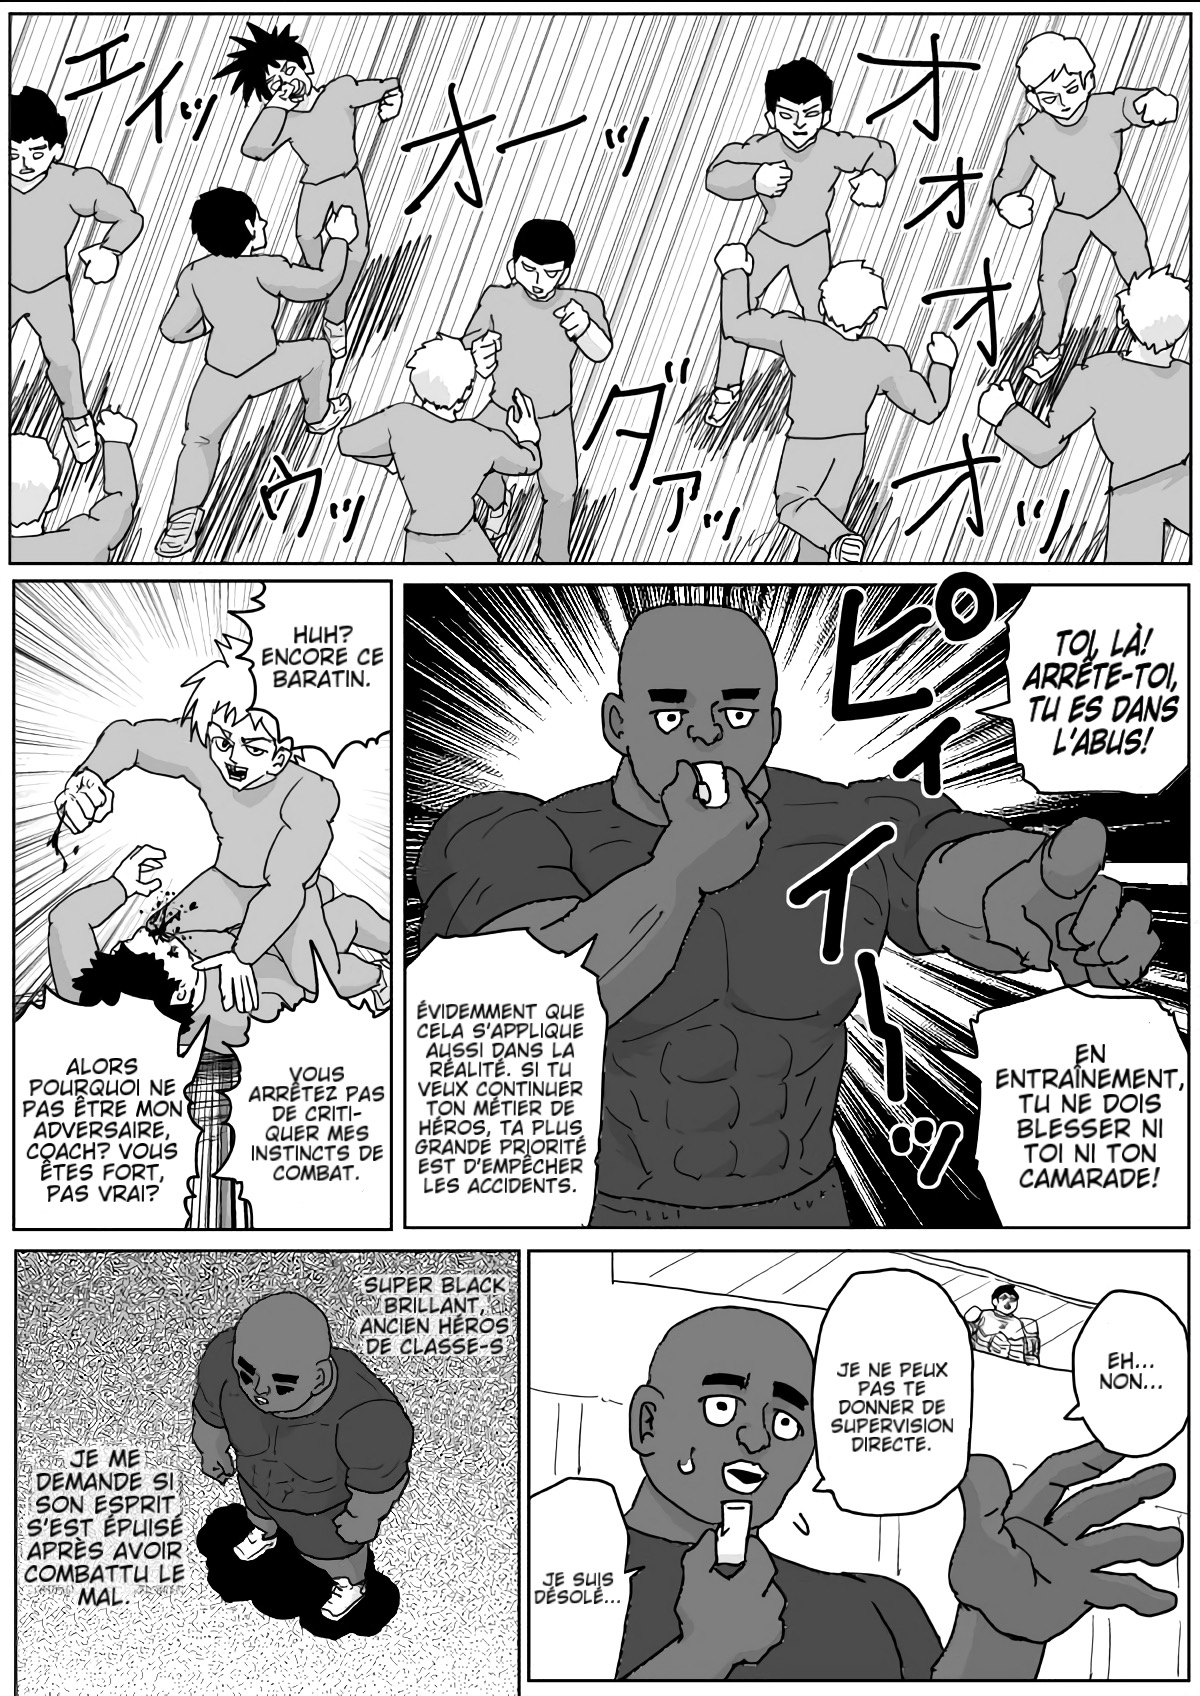 エイッ
オーッ
オオオオッ
ダァッ
ウッ
TOI, LÀ!
ARRÊTE-TOI,
TU ES DANS
L'ABUS!
ピィィーッ
EN
ENTRAÎNEMENT,
TU NE DOIS
BLESSER NI
TOI NI TON
CAMARADE!
ÉVIDEMMENT QUE
CELA S'APPLIQUE
AUSSI DANS LA
RÉALITÉ. SI TU
VEUX CONTINUER
TON MÉTIER DE
HÉROS, TA PLUS
GRANDE PRIORITÉ
EST D'EMPÊCHER
LES ACCIDENTS.
HUH?
ENCORE CE
BARATIN.
VOUS
ARRÊTEZ PAS
DE CRITI-
QUER MES
INSTINCTS DE
COMBAT.
ALORS
POURQUOI NE
PAS ÊTRE MON
ADVERSAIRE,
COACH? VOUS
ÊTES FORT,
PAS VRAI?
EH...
NON...
JE NE PEUX
PAS TE
DONNER DE
SUPERVISION
DIRECTE.
JE SUIS
DÉSOLÉ...
SUPER BLACK
BRILLANT,
ANCIEN HÉROS
DE CLASSE-S
JE ME
DEMANDE SI
SON ESPRIT
S'EST ÉPUISÉ
APRÈS AVOIR
COMBATTU LE
MAL.